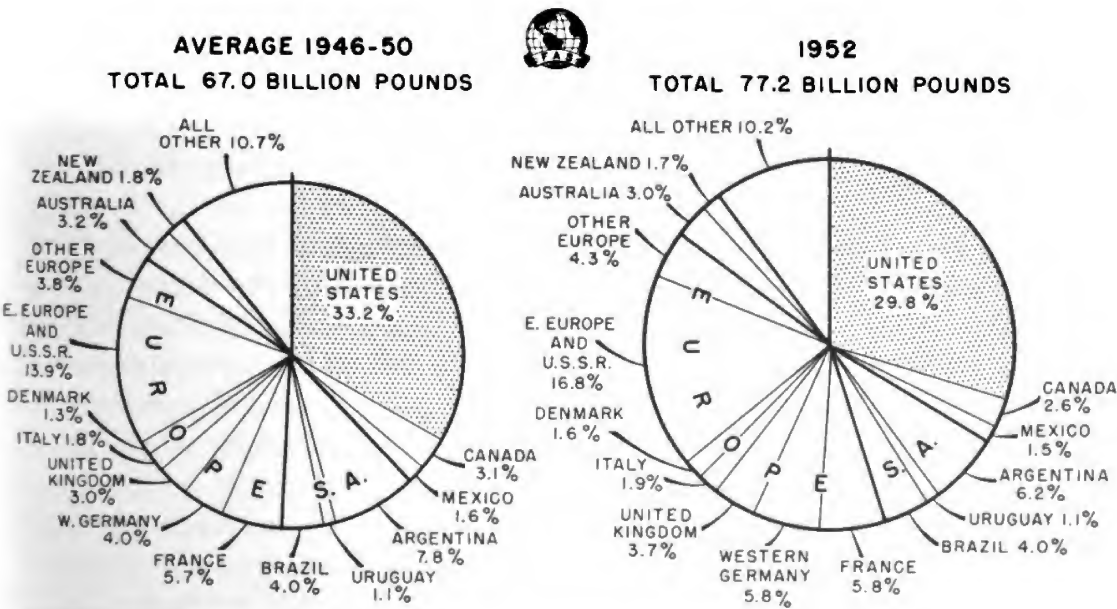 AVERAGE 1946-50
TOTAL 67.0 BILLION POUNDS
ALL
OTHER 10.7%
NEW
ZEALAND 1.8%
AUSTRALIA
3.2%
OTHER
EUROPE
3.8%
E. EUROPE
AND
U.S.S.R.
13.9%
DENMARK
1.3%
ITALY 1.8%
UNITED
KINGDOM
3.0%
W. GERMANY
4.0%
FRANCE
5.7%
BRAZIL
4.0%
URUGUAY
1.1%
ARGENTINA
7.8%
MEXICO
1.6%
CANADA
3.1%
UNITED
STATES
33.2%
EUROPE
S.A.
FAS
1952
TOTAL 77.2 BILLION POUNDS
ALL OTHER 10.2%
NEW ZEALAND 1.7%
AUSTRALIA 3.0%
OTHER
EUROPE
4.3%
E. EUROPE
AND
U.S.S.R.
16.8%
DENMARK
1.6%
ITALY
1.9%
UNITED
KINGDOM
3.7%
WESTERN
GERMANY
5.8%
FRANCE
5.8%
BRAZIL 4.0%
URUGUAY 1.1%
ARGENTINA
6.2%
MEXICO
1.5%
CANADA
2.6%
UNITED
STATES
29.8%
EUROPE
S.A.